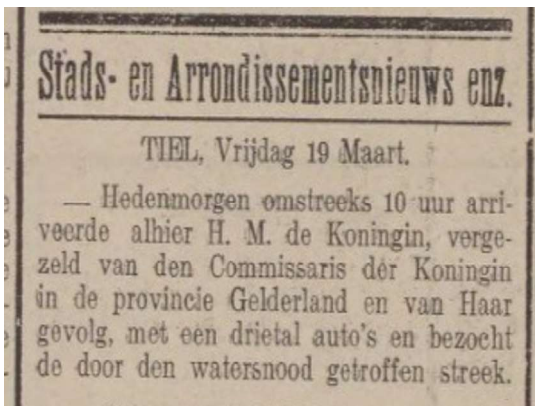 Stads- en Arrondissementsnieuws enz.
TIEL, Vrijdag 19 Maart.
— Hedenmorgen omstreeks 10 uur arri-
veerde alhier H. M. de Koningin, verge-
zeld van den Commissaris der Koningin
in de provincie Gelderland en van Haar
gevolg, met een drietal auto's en bezocht
de door den watersnood getroffen streek.